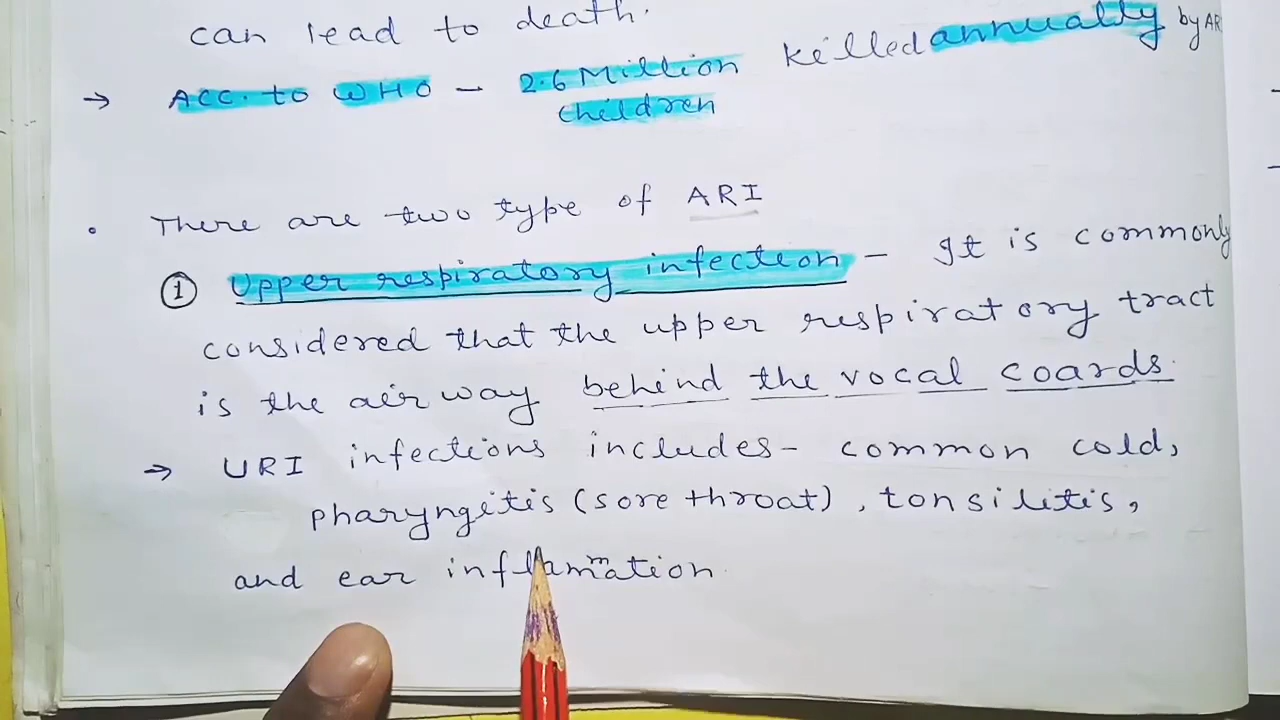 can lead to death.
→ Acc. to WHO – 2.6 Million killed annually by AR
children
• There are two type of ARI
① Upper respiratory infection – It is commonly
considered that the upper respiratory tract
is the airway behind the vocal coards.
→ URI infections includes – common cold,
pharyngitis (sore throat), tonsilitis,
and ear inflammation.